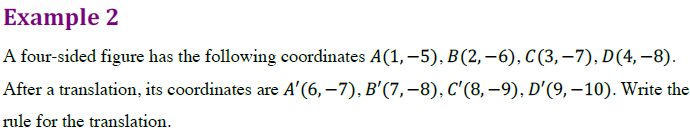 Example 2
A four-sided figure has the following coordinates A(1,−5), B(2,−6), C(3,−7), D(4,−8).
After a translation, its coordinates are A′(6,−7), B′(7,−8), C′(8,−9), D′(9,−10). Write the
rule for the translation.